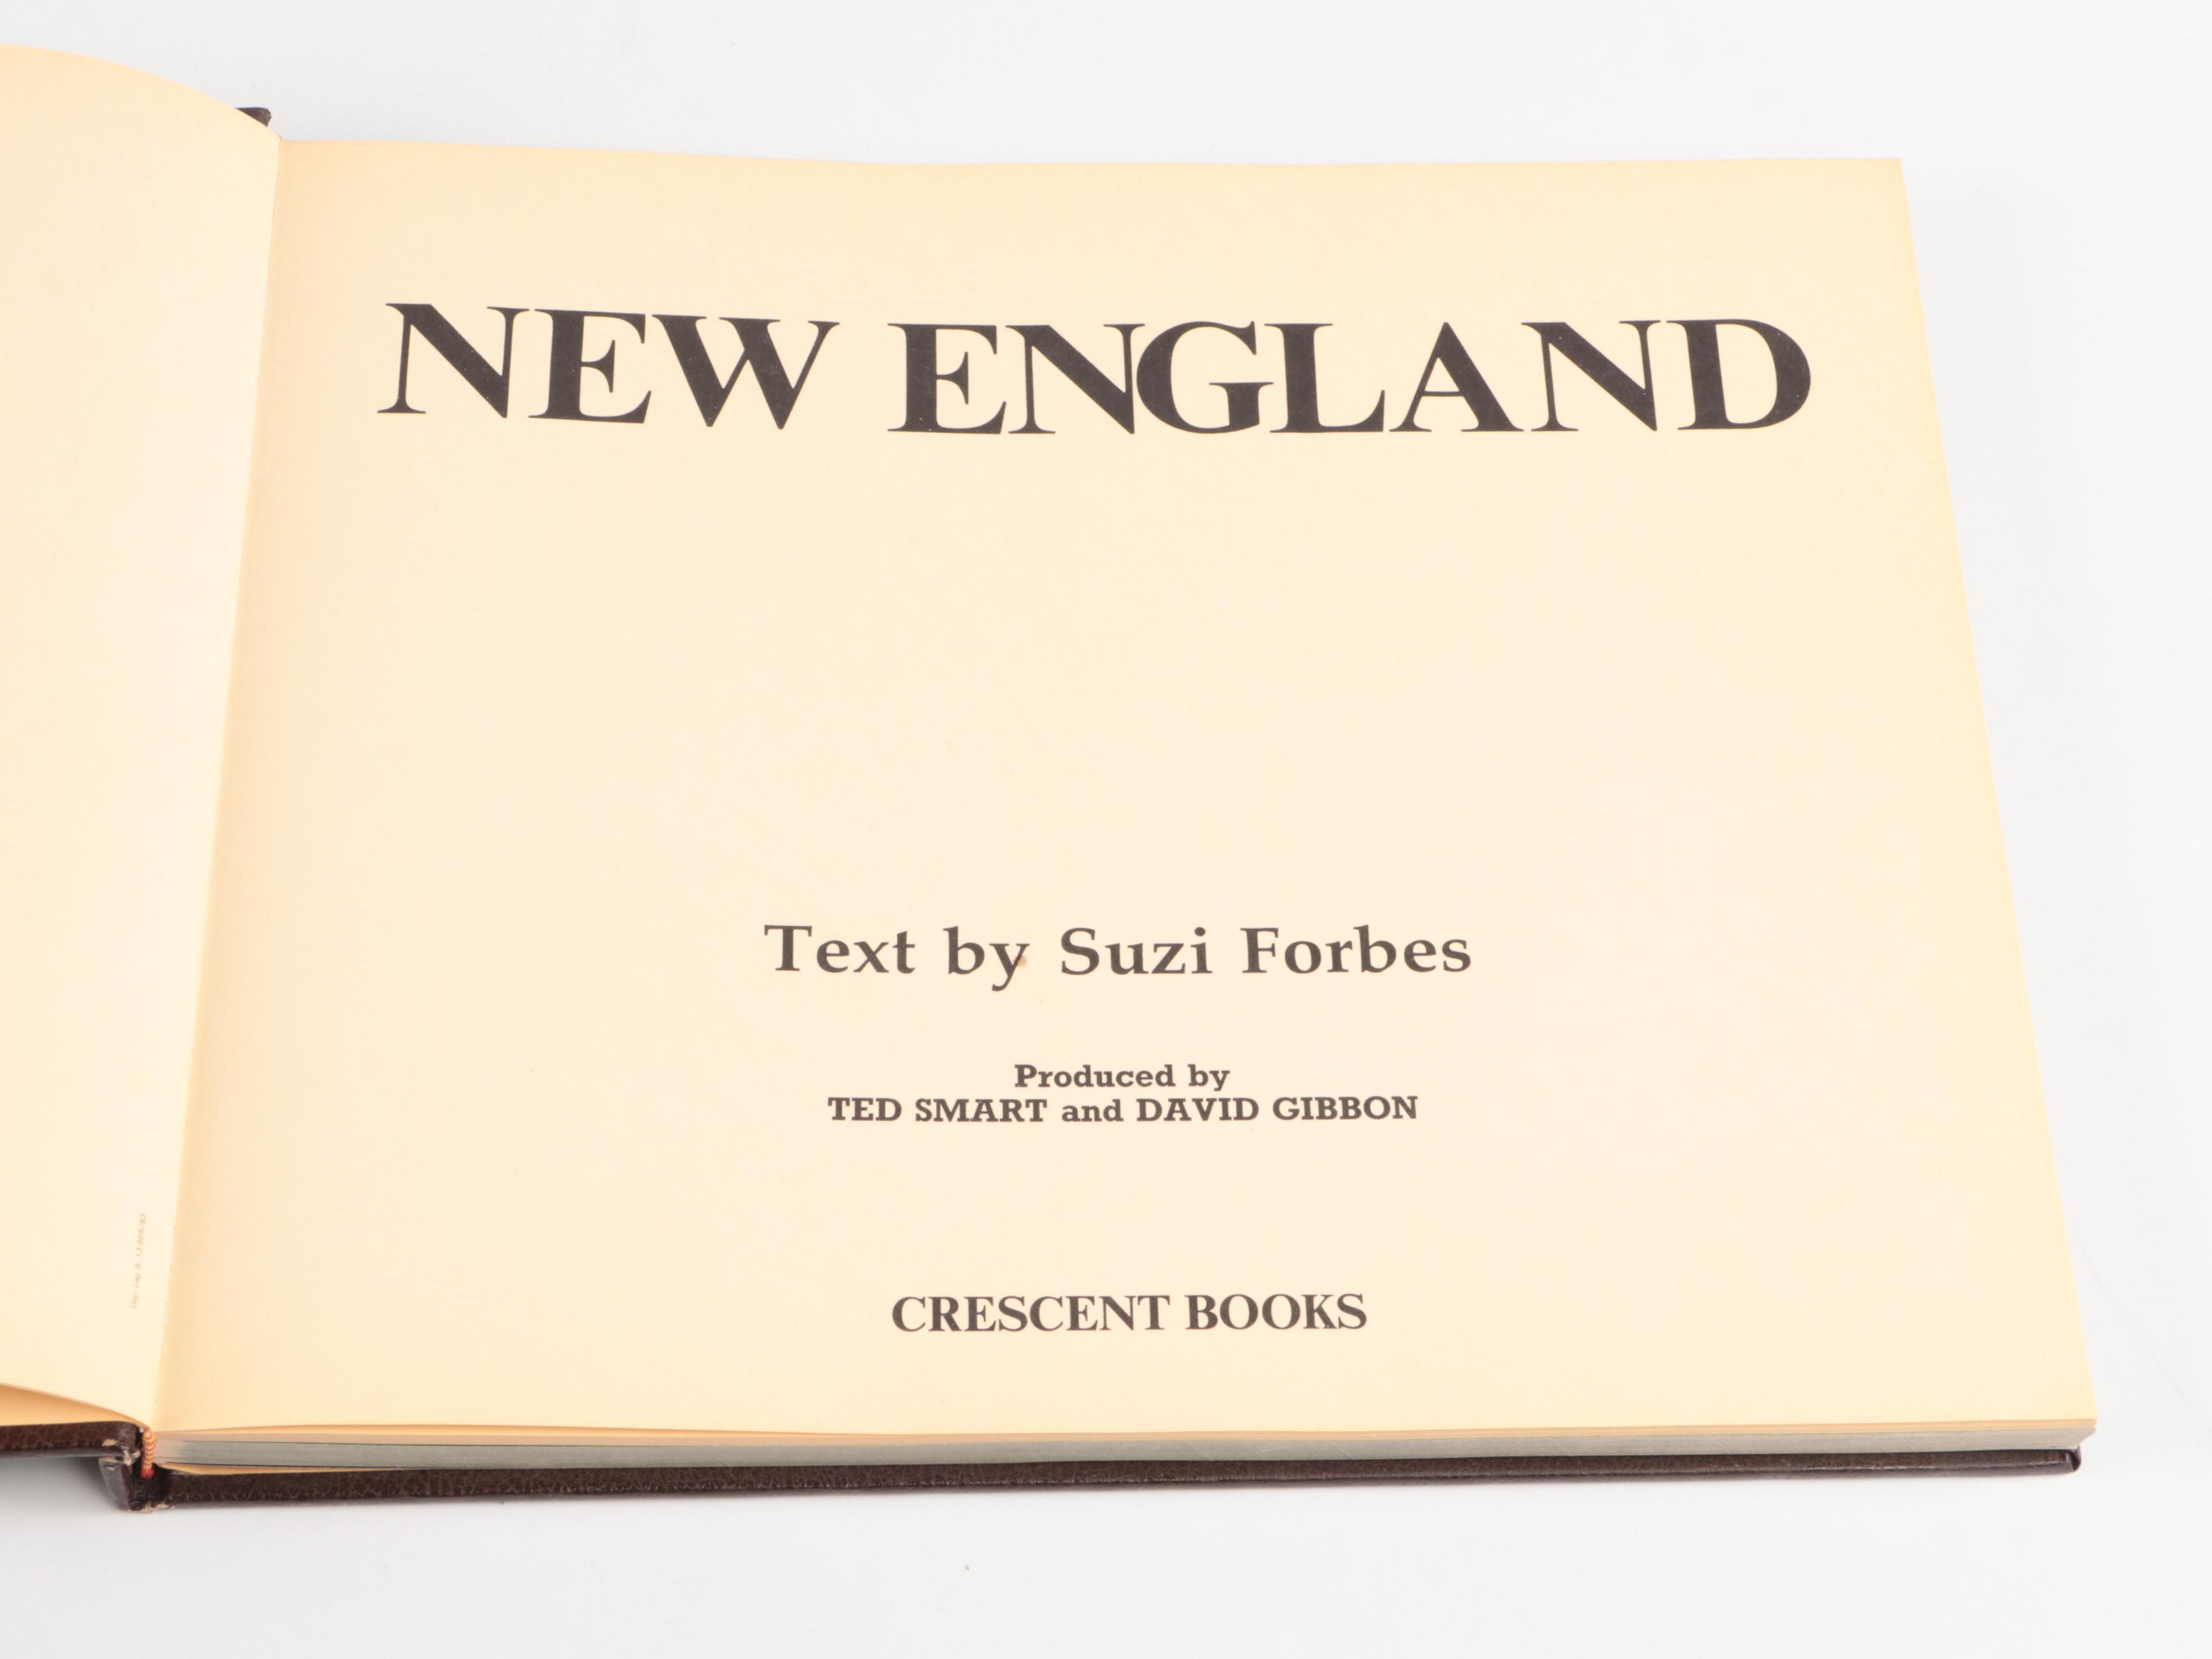 NEW ENGLAND
Text by Suzi Forbes
Produced by
TED SMART and DAVID GIBBON
CRESCENT BOOKS